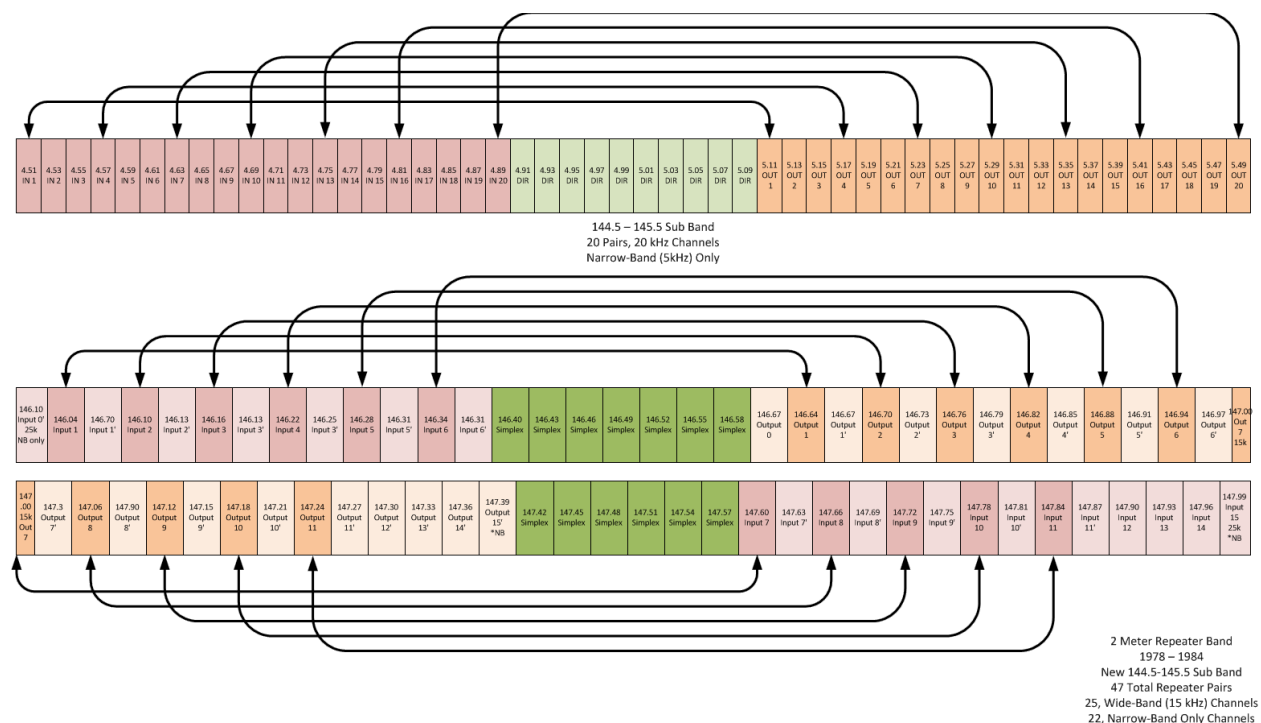 4.51 IN 1
4.53 IN 2
4.55 IN 3
4.57 IN 4
4.59 IN 5
4.61 IN 6
4.63 IN 7
4.65 IN 8
4.67 IN 9
4.69 IN 10
4.71 IN 11
4.73 IN 12
4.75 IN 13
4.77 IN 14
4.79 IN 15
4.81 IN 16
4.83 IN 17
4.85 IN 18
4.87 IN 19
4.89 IN 20
4.91 DIR
4.93 DIR
4.95 DIR
4.97 DIR
4.99 DIR
5.01 DIR
5.03 DIR
5.05 DIR
5.07 DIR
5.09 DIR
5.11 OUT 1
5.13 OUT 2
5.15 OUT 3
5.17 OUT 4
5.19 OUT 5
5.21 OUT 6
5.23 OUT 7
5.25 OUT 8
5.27 OUT 9
5.29 OUT 10
5.31 OUT 11
5.33 OUT 12
5.35 OUT 13
5.37 OUT 14
5.39 OUT 15
5.41 OUT 16
5.43 OUT 17
5.45 OUT 18
5.47 OUT 19
5.49 OUT 20
144.5 – 145.5 Sub Band
20 Pairs, 20 kHz Channels
Narrow-Band (5kHz) Only
146.10 Input 0' 25k NB only
146.04 Input 1
146.70 Input 1'
146.10 Input 2
146.13 Input 2'
146.16 Input 3
146.13 Input 3'
146.22 Input 4
146.25 Input 3'
146.28 Input 5
146.31 Input 5'
146.34 Input 6
146.31 Input 6'
146.40 Simplex
146.43 Simplex
146.46 Simplex
146.49 Simplex
146.52 Simplex
146.55 Simplex
146.58 Simplex
146.67 Output 0
146.64 Output 1
146.67 Output 1'
146.70 Output 2
146.73 Output 2'
146.76 Output 3
146.79 Output 3'
146.82 Output 4
146.85 Output 4'
146.88 Output 5
146.91 Output 5'
146.94 Output 6
146.97 Output 6'
147.00 Out 7 15k
147 .00 15k Out 7
147.3 Output 7'
147.06 Output 8
147.90 Output 8'
147.12 Output 9
147.15 Output 9'
147.18 Output 10
147.21 Output 10'
147.24 Output 11
147.27 Output 11'
147.30 Output 12'
147.33 Output 13'
147.36 Output 14'
147.39 Output 15' *NB
147.42 Simplex
147.45 Simplex
147.48 Simplex
147.51 Simplex
147.54 Simplex
147.57 Simplex
147.60 Input 7
147.63 Input 7'
147.66 Input 8
147.69 Input 8'
147.72 Input 9
147.75 Input 9'
147.78 Input 10
147.81 Input 10'
147.84 Input 11
147.87 Input 11'
147.90 Input 12
147.93 Input 13
147.96 Input 14
147.99 Input 15 25k *NB
2 Meter Repeater Band
1978 – 1984
New 144.5-145.5 Sub Band
47 Total Repeater Pairs
25, Wide-Band (15 kHz) Channels
22, Narrow-Band Only Channels